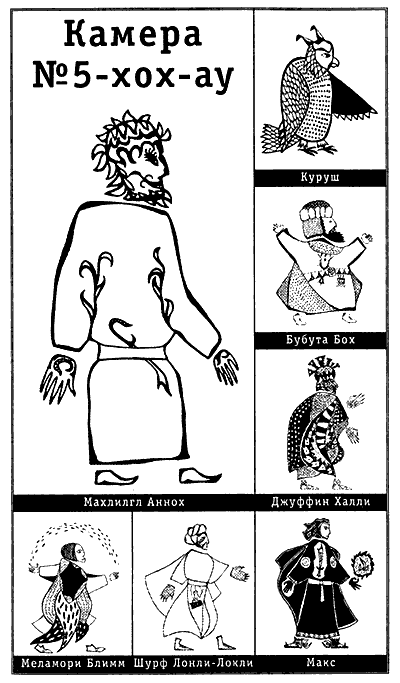 Камера
№5-хох-ау
Куруш
Бубута Бох
Махлилгл Аннох
Джуффин Халли
Меламори Блимм
Шурф Лонли-Локли
Макс